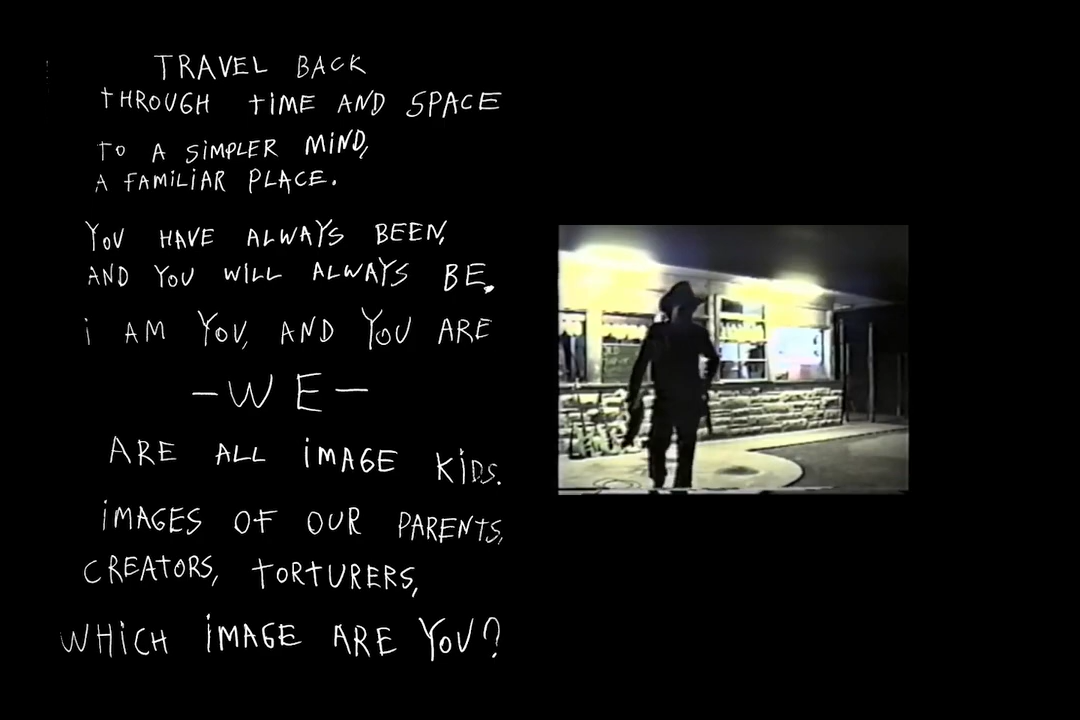 TRAVEL BACK
THROUGH TIME AND SPACE
TO A SIMPLER MIND,
A FAMILIAR PLACE.
YOU HAVE ALWAYS BEEN,
AND YOU WILL ALWAYS BE.
I AM YOU, AND YOU ARE
-WE-
ARE ALL IMAGE KIDS.
IMAGES OF OUR PARENTS,
CREATORS, TORTURERS,
WHICH IMAGE ARE YOU?